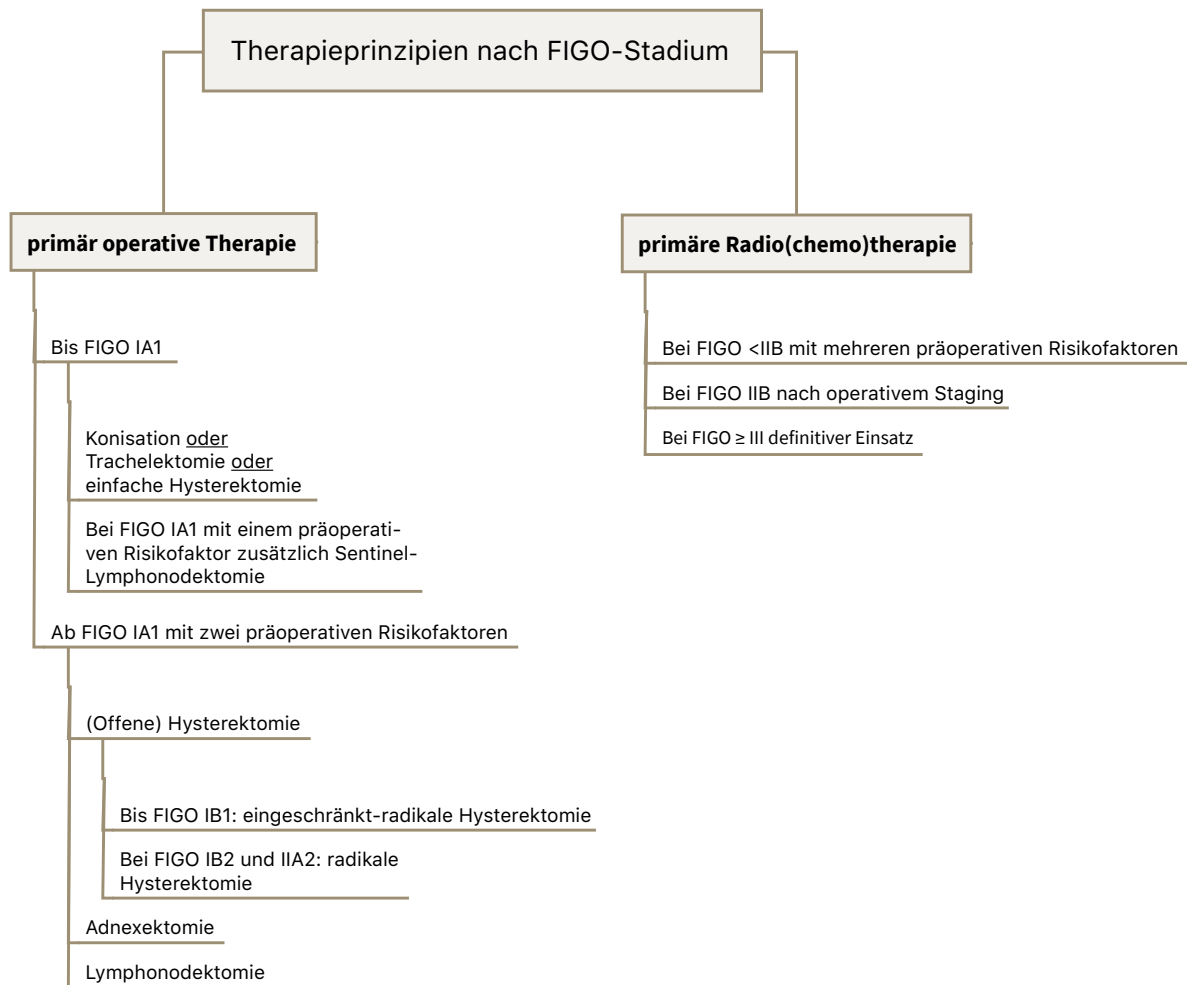 Therapieprinzipien nach FIGO-Stadium
primär operative Therapie
Bis FIGO IA1
Konisation oder
Trachelektomie oder
einfache Hysterektomie
Bei FIGO IA1 mit einem präoperati-
ven Risikofaktor zusätzlich Sentinel-
Lymphonodektomie
Ab FIGO IA1 mit zwei präoperativen Risikofaktoren
(Offene) Hysterektomie
Bis FIGO IB1: eingeschränkt-radikale Hysterektomie
Bei FIGO IB2 und IIA2: radikale
Hysterektomie
Adnexektomie
Lymphonodektomie
primäre Radio(chemo)therapie
Bei FIGO <IIB mit mehreren präoperativen Risikofaktoren
Bei FIGO IIB nach operativem Staging
Bei FIGO ≥ III definitiver Einsatz